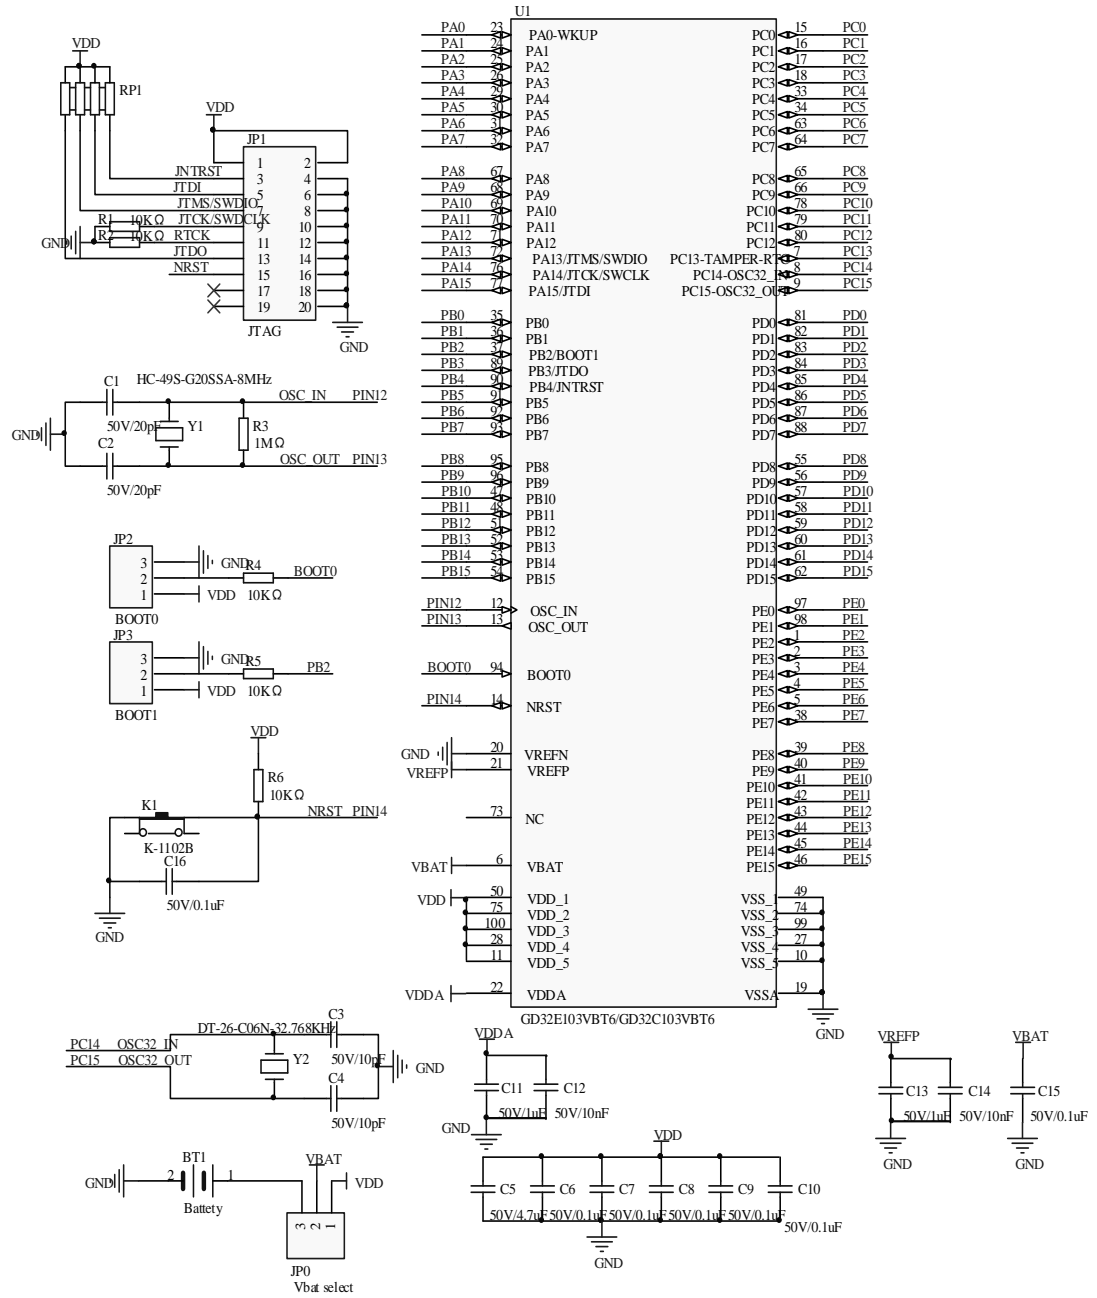 VDD
RP1
VDD
JP1
1 2
JNTRST 3 4
JTDI 5 6
JTMS/SWDIO 7 8
R1 10KΩ JTCK/SWDCLK 9 10
GND R2 10KΩ RTCK 11 12
JTDO 13 14
NRST 15 16
17 18
19 20
JTAG
GND
C1 HC-49S-G20SSA-8MHz
OSC_IN PIN12
50V/20pF Y1 R3
GND
C2 1MΩ
OSC_OUT PIN13
50V/20pF
JP2
3 GND
2 R4 BOOT0
1 VDD 10KΩ
BOOT0
JP3
3 GND
2 R5 PB2
1 VDD 10KΩ
BOOT1
VDD
R6
10KΩ
K1 NRST PIN14
K-1102B
C16
50V/0.1uF
GND
DT-26-C06N-32.768KHz C3
PC14 OSC32_IN
PC15 OSC32_OUT Y2 50V/10pF
GND
C4
50V/10pF
BT1 VBAT
GND 2 1 VDD
Battety
3 2 1
JP0
Vbat select
U1
PA0 23 PA0-WKUP PC0 15 PC0
PA1 24 PA1 PC1 16 PC1
PA2 25 PA2 PC2 17 PC2
PA3 26 PA3 PC3 18 PC3
PA4 29 PA4 PC4 33 PC4
PA5 30 PA5 PC5 34 PC5
PA6 31 PA6 PC6 63 PC6
PA7 32 PA7 PC7 64 PC7
PA8 67 PA8 PC8 65 PC8
PA9 68 PA9 PC9 66 PC9
PA10 69 PA10 PC10 78 PC10
PA11 70 PA11 PC11 79 PC11
PA12 71 PA12 PC12 80 PC12
PA13 72 PA13/JTMS/SWDIO PC13-TAMPER-RTC 7 PC13
PA14 76 PA14/JTCK/SWCLK PC14-OSC32_IN 8 PC14
PA15 77 PA15/JTDI PC15-OSC32_OUT 9 PC15
PB0 35 PB0 PD0 81 PD0
PB1 36 PB1 PD1 82 PD1
PB2 37 PB2/BOOT1 PD2 83 PD2
PB3 89 PB3/JTDO PD3 84 PD3
PB4 90 PB4/JNTRST PD4 85 PD4
PB5 91 PB5 PD5 86 PD5
PB6 92 PB6 PD6 87 PD6
PB7 93 PB7 PD7 88 PD7
PB8 95 PB8 PD8 55 PD8
PB9 96 PB9 PD9 56 PD9
PB10 47 PB10 PD10 57 PD10
PB11 48 PB11 PD11 58 PD11
PB12 51 PB12 PD12 59 PD12
PB13 52 PB13 PD13 60 PD13
PB14 53 PB14 PD14 61 PD14
PB15 54 PB15 PD15 62 PD15
PIN12 12 OSC_IN PE0 97 PE0
PIN13 13 OSC_OUT PE1 98 PE1
PE2 1 PE2
PE3 2 PE3
BOOT0 94 BOOT0 PE4 3 PE4
PE5 4 PE5
PIN14 14 NRST PE6 5 PE6
PE7 38 PE7
GND 20 VREFN PE8 39 PE8
VREFP 21 VREFP PE9 40 PE9
PE10 41 PE10
PE11 42 PE11
73 NC PE12 43 PE12
PE13 44 PE13
PE14 45 PE14
VBAT 6 VBAT PE15 46 PE15
VDD 50 VDD_1 VSS_1 49
75 VDD_2 VSS_2 74
100 VDD_3 VSS_3 99
28 VDD_4 VSS_4 27
11 VDD_5 VSS_5 10
VDDA 22 VDDA VSSA 19
GD32E103VBT6/GD32C103VBT6
GND
VDDA
C11 C12
50V/1uF 50V/10nF
GND
VREFP
C13 C14
50V/1uF 50V/10nF
GND
VBAT
C15
50V/0.1uF
GND
VDD
C5 C6 C7 C8 C9 C10
50V/4.7uF 50V/0.1uF 50V/0.1uF 50V/0.1uF 50V/0.1uF 50V/0.1uF
GND